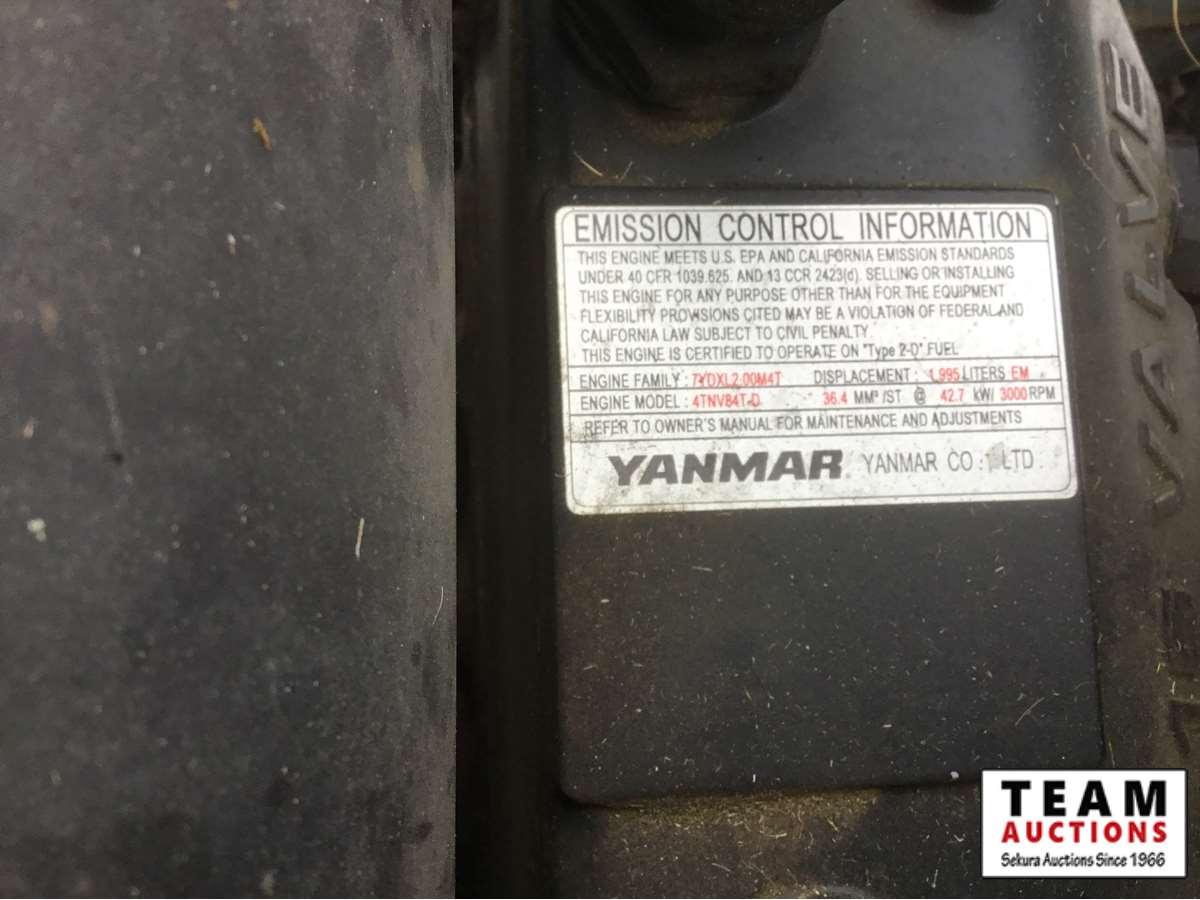 EMISSION CONTROL INFORMATION
THIS ENGINE MEETS U.S. EPA AND CALIFORNIA EMISSION STANDARDS
UNDER 40 CFR 1039.625. AND 13 CCR 2423(d). SELLING OR INSTALLING
THIS ENGINE FOR ANY PURPOSE OTHER THAN FOR THE EQUIPMENT
FLEXIBILITY PROVISIONS CITED MAY BE A VIOLATION OF FEDERAL AND
CALIFORNIA LAW SUBJECT TO CIVIL PENALTY.
THIS ENGINE IS CERTIFIED TO OPERATE ON "Type 2-D" FUEL
ENGINE FAMILY : 7YDXL2.00M4T DISPLACEMENT : 1.995 LITERS EM
ENGINE MODEL : 4TNV84T-D 36.4 MM³ /ST @ 42.7 kW/ 3000 RPM
REFER TO OWNER'S MANUAL FOR MAINTENANCE AND ADJUSTMENTS
YANMAR YANMAR CO., LTD.
VALVE
TEAM
AUCTIONS
Sekura Auctions Since 1966